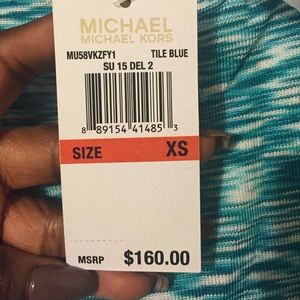 MICHAEL
MICHAEL KORS
MU58VKZFY1 TILE BLUE
SU 15 DEL 2
8 89154 41485 3
SIZE XS
MSRP $160.00